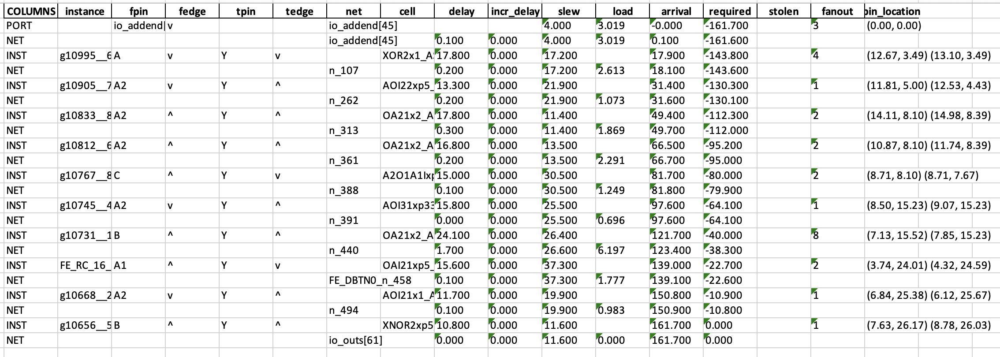 COLUMNS instance fpin fedge tpin tedge net cell delay incr_delay slew load arrival required stolen fanout pin_location
PORT io_addend[ v io_addend[45] 4.000 3.019 -0.000 -161.700 3 (0.00, 0.00)
NET io_addend[45] 0.100 0.000 4.000 3.019 0.100 -161.600
INST g10995__6 A v Y v XOR2x1_A 17.800 0.000 17.200 17.900 -143.800 4 (12.67, 3.49) (13.10, 3.49)
NET n_107 0.200 0.000 17.200 2.613 18.100 -143.600
INST g10905__7 A2 v Y ^ AOI22xp5_ 13.300 0.000 21.900 31.400 -130.300 1 (11.81, 5.00) (12.53, 4.43)
NET n_262 0.200 0.000 21.900 1.073 31.600 -130.100
INST g10833__8 A2 ^ Y ^ OA21x2_A 17.800 0.000 11.400 49.400 -112.300 2 (14.11, 8.10) (14.98, 8.39)
NET n_313 0.300 0.000 11.400 1.869 49.700 -112.000
INST g10812__6 A2 ^ Y ^ OA21x2_A 16.800 0.000 13.500 66.500 -95.200 2 (10.87, 8.10) (11.74, 8.39)
NET n_361 0.200 0.000 13.500 2.291 66.700 -95.000
INST g10767__8 C ^ Y v A2O1A1Ixp 15.000 0.000 30.500 81.700 -80.000 2 (8.71, 8.10) (8.71, 7.67)
NET n_388 0.100 0.000 30.500 1.249 81.800 -79.900
INST g10745__4 A2 v Y ^ AOI31xp33 15.800 0.000 25.500 97.600 -64.100 1 (8.50, 15.23) (9.07, 15.23)
NET n_391 0.000 0.000 25.500 0.696 97.600 -64.100
INST g10731__1 B ^ Y ^ OA21x2_A 24.100 0.000 26.400 121.700 -40.000 8 (7.13, 15.52) (7.85, 15.23)
NET n_440 1.700 0.000 26.600 6.197 123.400 -38.300
INST FE_RC_16_ A1 ^ Y v OAI21xp5_ 15.600 0.000 37.300 139.000 -22.700 2 (3.74, 24.01) (4.32, 24.59)
NET FE_DBTN0_n_458 0.100 0.000 37.300 1.777 139.100 -22.600
INST g10668__2 A2 v Y ^ AOI21x1_A 11.700 0.000 19.900 150.800 -10.900 1 (6.84, 25.38) (6.12, 25.67)
NET n_494 0.100 0.000 19.900 0.983 150.900 -10.800
INST g10656__5 B ^ Y ^ XNOR2xp5 10.800 0.000 11.600 161.700 0.000 1 (7.63, 26.17) (8.78, 26.03)
NET io_outs[61] 0.000 0.000 11.600 0.000 161.700 0.000